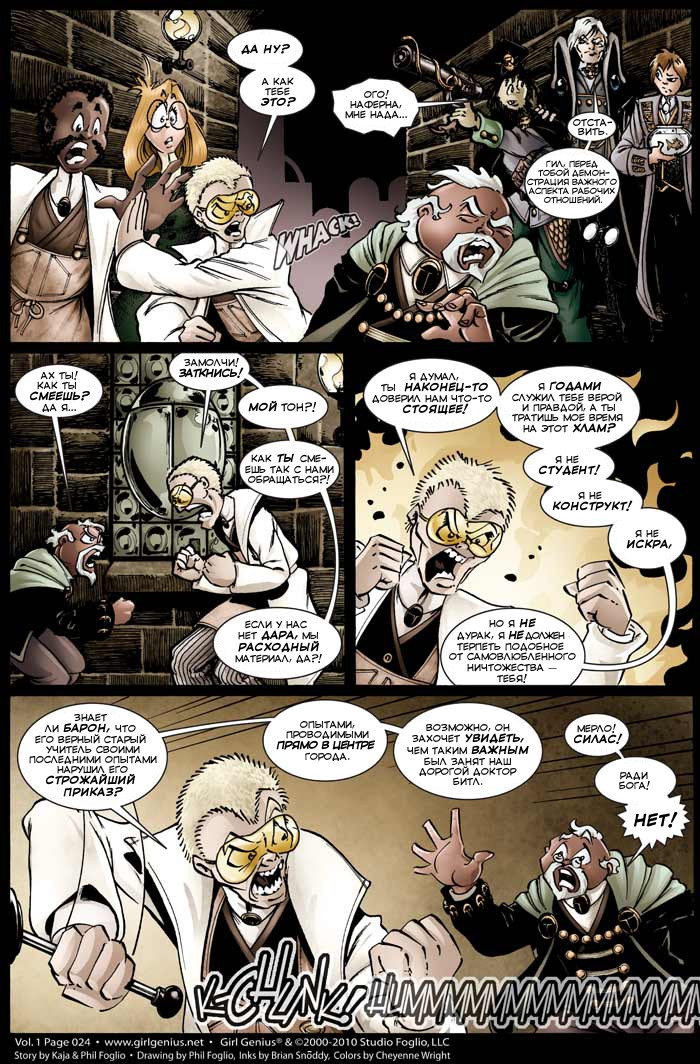 ДА НУ?
А КАК
ТЕБЕ
ЭТО?
WHACK!
ОГО!
НАФЕРНА,
МНЕ НАДА...
ОТСТА-
ВИТЬ.
ГИЛ, ПЕРЕД
ТОБОЙ ДЕМОН-
СТРАЦИЯ ВАЖНОГО
АСПЕКТА РАБОЧИХ
ОТНОШЕНИЙ.
АХ ТЫ!
КАК ТЫ
СМЕЕШЬ?
ДА Я...
ЗАМОЛЧИ!
ЗАТКНИСЬ!
МОЙ ТОН?!
КАК ТЫ СМЕ-
ЕШЬ ТАК С НАМИ
ОБРАЩАТЬСЯ?!
ЕСЛИ У НАС
НЕТ ДАРА, МЫ
РАСХОДНЫЙ
МАТЕРИАЛ, ДА?!
Я ДУМАЛ,
ТЫ НАКОНЕЦ-ТО
ДОВЕРИЛ НАМ ЧТО-ТО
СТОЯЩЕЕ!
Я ГОДАМИ
СЛУЖИЛ ТЕБЕ ВЕРОЙ
И ПРАВДОЙ, А ТЫ
ТРАТИШЬ МОЕ ВРЕМЯ
НА ЭТОТ ХЛАМ?
Я НЕ
СТУДЕНТ!
Я НЕ
КОНСТРУКТ!
Я НЕ
ИСКРА,
НО Я НЕ
ДУРАК, Я НЕ ДОЛЖЕН
ТЕРПЕТЬ ПОДОБНОЕ
ОТ САМОВЛЮБЛЕННОГО
НИЧТОЖЕСТВА —
ТЕБЯ!
ЗНАЕТ
ЛИ БАРОН, ЧТО
ЕГО ВЕРНЫЙ СТАРЫЙ
УЧИТЕЛЬ СВОИМИ
ПОСЛЕДНИМИ ОПЫТАМИ
НАРУШИЛ ЕГО
СТРОЖАЙШИЙ
ПРИКАЗ?
ОПЫТАМИ,
ПРОВОДИМЫМИ
ПРЯМО В ЦЕНТРЕ
ГОРОДА.
ВОЗМОЖНО, ОН
ЗАХОЧЕТ УВИДЕТЬ,
ЧЕМ ТАКИМ ВАЖНЫМ
БЫЛ ЗАНЯТ НАШ
ДОРОГОЙ ДОКТОР
БИТЛ.
МЕРЛО!
СИЛАС!
РАДИ
БОГА!
НЕТ!
K-CHUNK! HUMMMMMMMMMMMM
Vol. 1 Page 024 • www.girlgenius.net • Girl Genius® & ©2000-2010 Studio Foglio, LLC
Story by Kaja & Phil Foglio • Drawing by Phil Foglio, Inks by Brian Snōddy, Colors by Cheyenne Wright